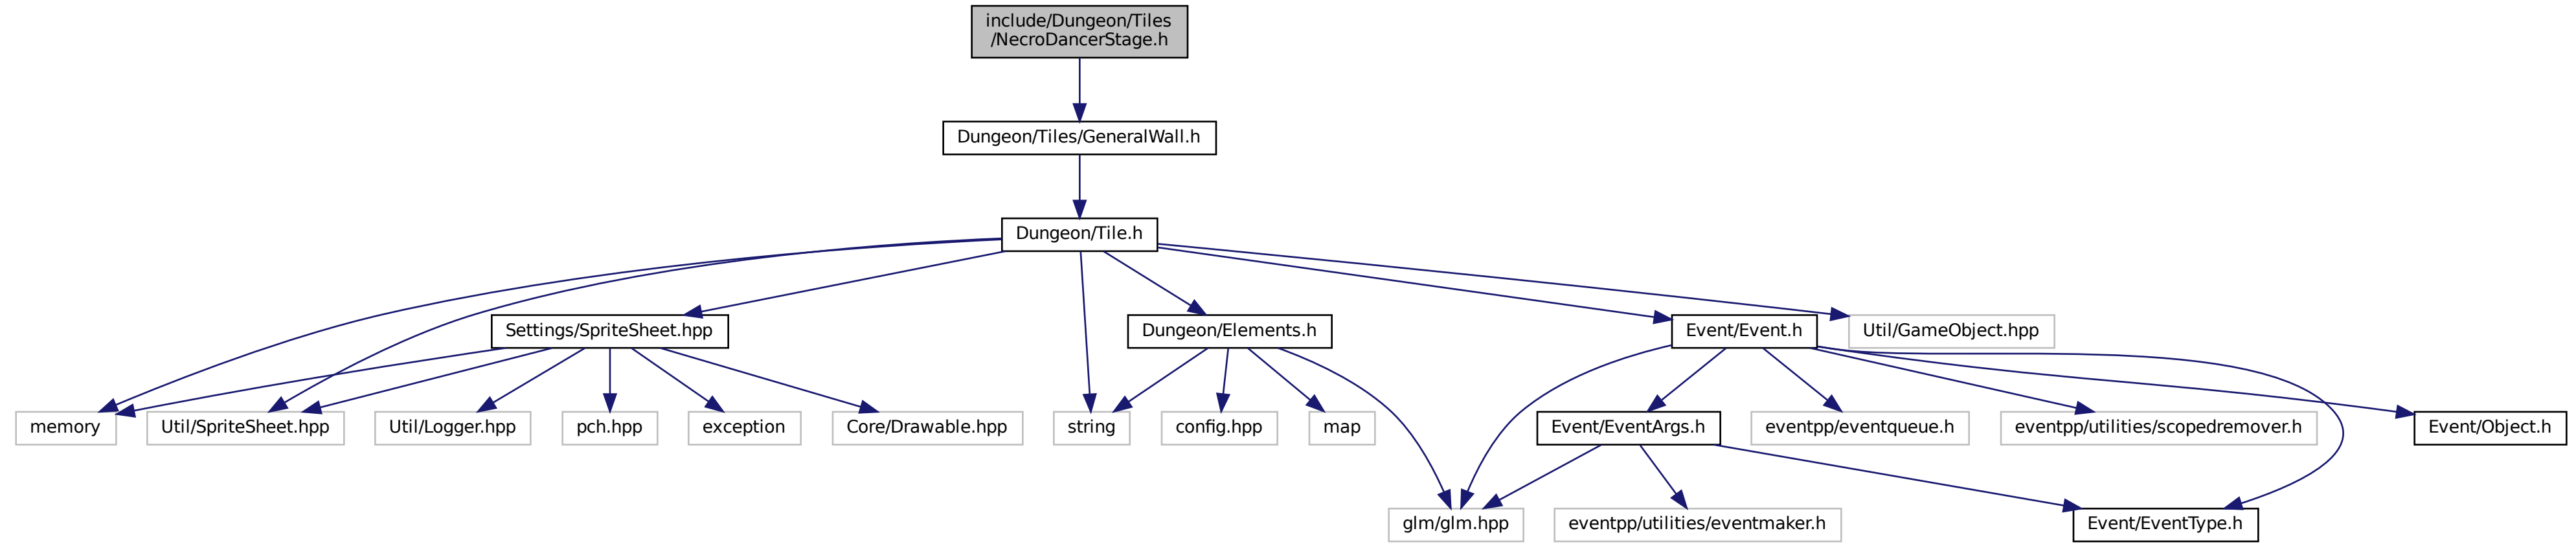 include/Dungeon/Tiles
/NecroDancerStage.h
Dungeon/Tiles/GeneralWall.h
Dungeon/Tile.h
Settings/SpriteSheet.hpp
Dungeon/Elements.h
Event/Event.h
Util/GameObject.hpp
memory
Util/SpriteSheet.hpp
Util/Logger.hpp
pch.hpp
exception
Core/Drawable.hpp
string
config.hpp
map
Event/EventArgs.h
eventpp/eventqueue.h
eventpp/utilities/scopedremover.h
Event/Object.h
glm/glm.hpp
eventpp/utilities/eventmaker.h
Event/EventType.h